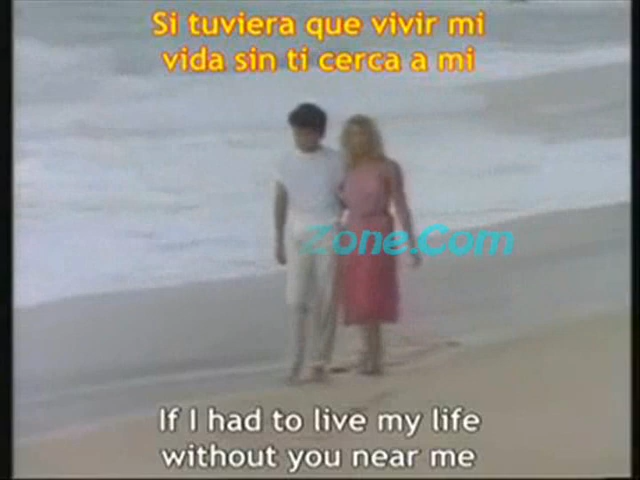 Si tuviera que vivir mi
vida sin ti cerca a mi
Zone.Com
If I had to live my life
without you near me